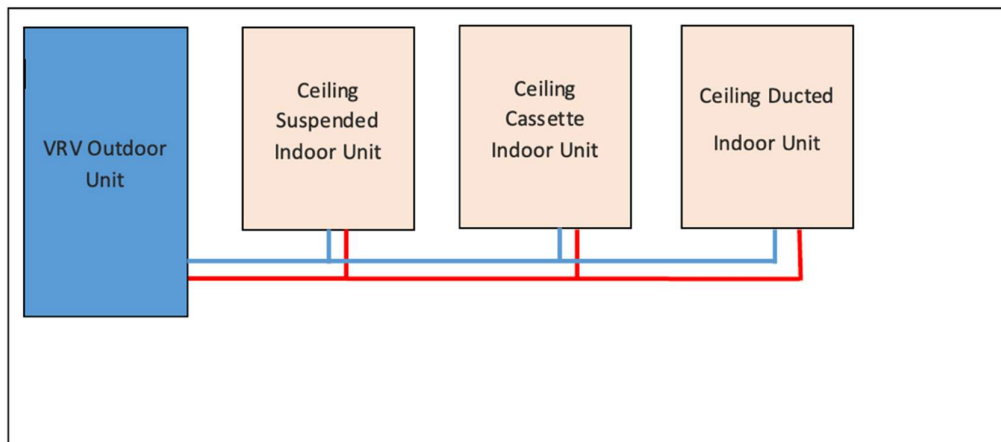 VRV Outdoor
Unit
Ceiling
Suspended
Indoor Unit
Ceiling
Cassette
Indoor Unit
Ceiling Ducted
Indoor Unit